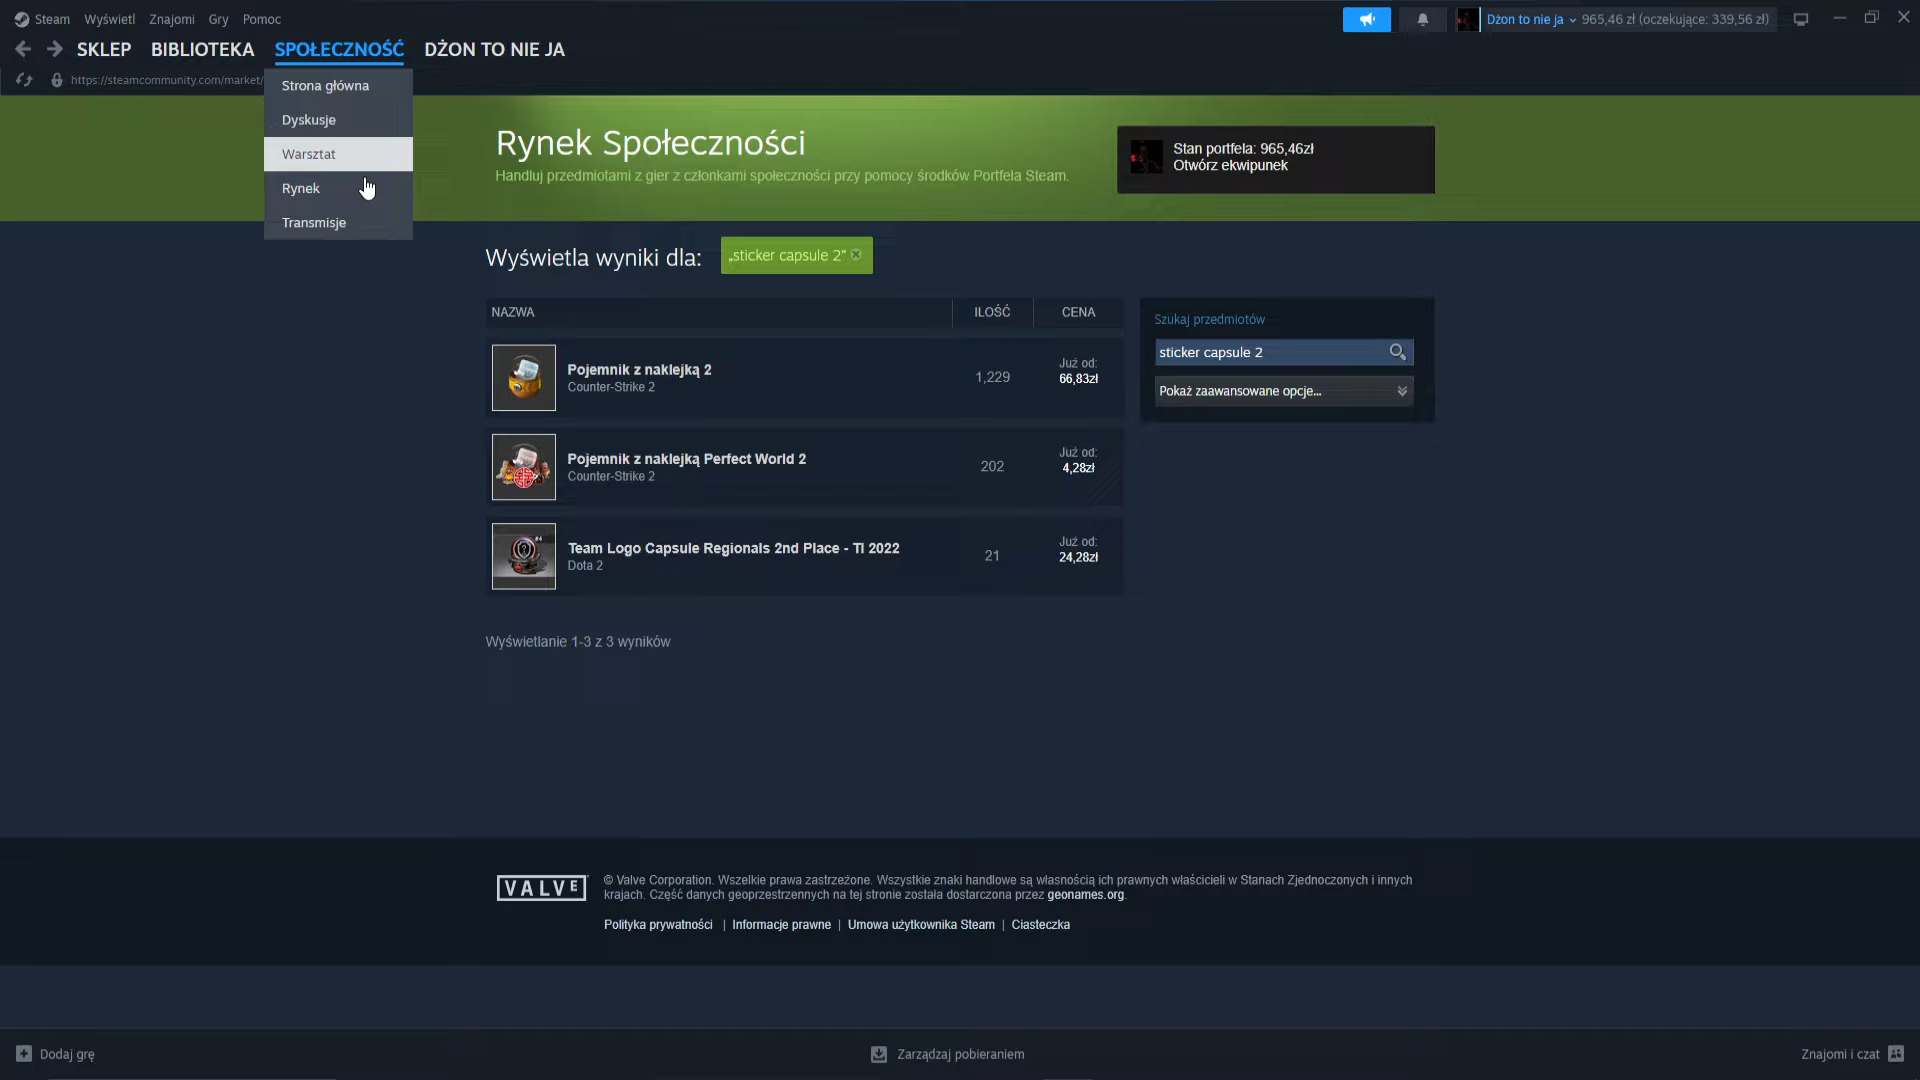 Steam Wyświetl Znajomi Gry Pomoc
Dżon to nie ja 965,46 zł (oczekujące: 339,56 zł)
SKLEP BIBLIOTEKA SPOŁECZNOŚĆ DŻON TO NIE JA
https://steamcommunity.com/market/
Strona główna
Dyskusje
Warsztat
Rynek
Transmisje
Rynek Społeczności
Handluj przedmiotami z gier z członkami społeczności przy pomocy środków Portfela Steam.
Stan portfela: 965,46zł
Otwórz ekwipunek
Wyświetla wyniki dla: „sticker capsule 2”
NAZWA ILOŚĆ CENA
Pojemnik z naklejką 2
Counter-Strike 2
1,229
Już od:
66,83zł
Pojemnik z naklejką Perfect World 2
Counter-Strike 2
202
Już od:
4,28zł
Team Logo Capsule Regionals 2nd Place - TI 2022
Dota 2
21
Już od:
24,28zł
Wyświetlanie 1-3 z 3 wyników
Szukaj przedmiotów
sticker capsule 2
Pokaż zaawansowane opcje...
VALVE
© Valve Corporation. Wszelkie prawa zastrzeżone. Wszystkie znaki handlowe są własnością ich prawnych właścicieli w Stanach Zjednoczonych i innych
krajach. Część danych geoprzestrzennych na tej stronie została dostarczona przez geonames.org.
Polityka prywatności | Informacje prawne | Umowa użytkownika Steam | Ciasteczka
Dodaj grę
Zarządzaj pobieraniem
Znajomi i czat